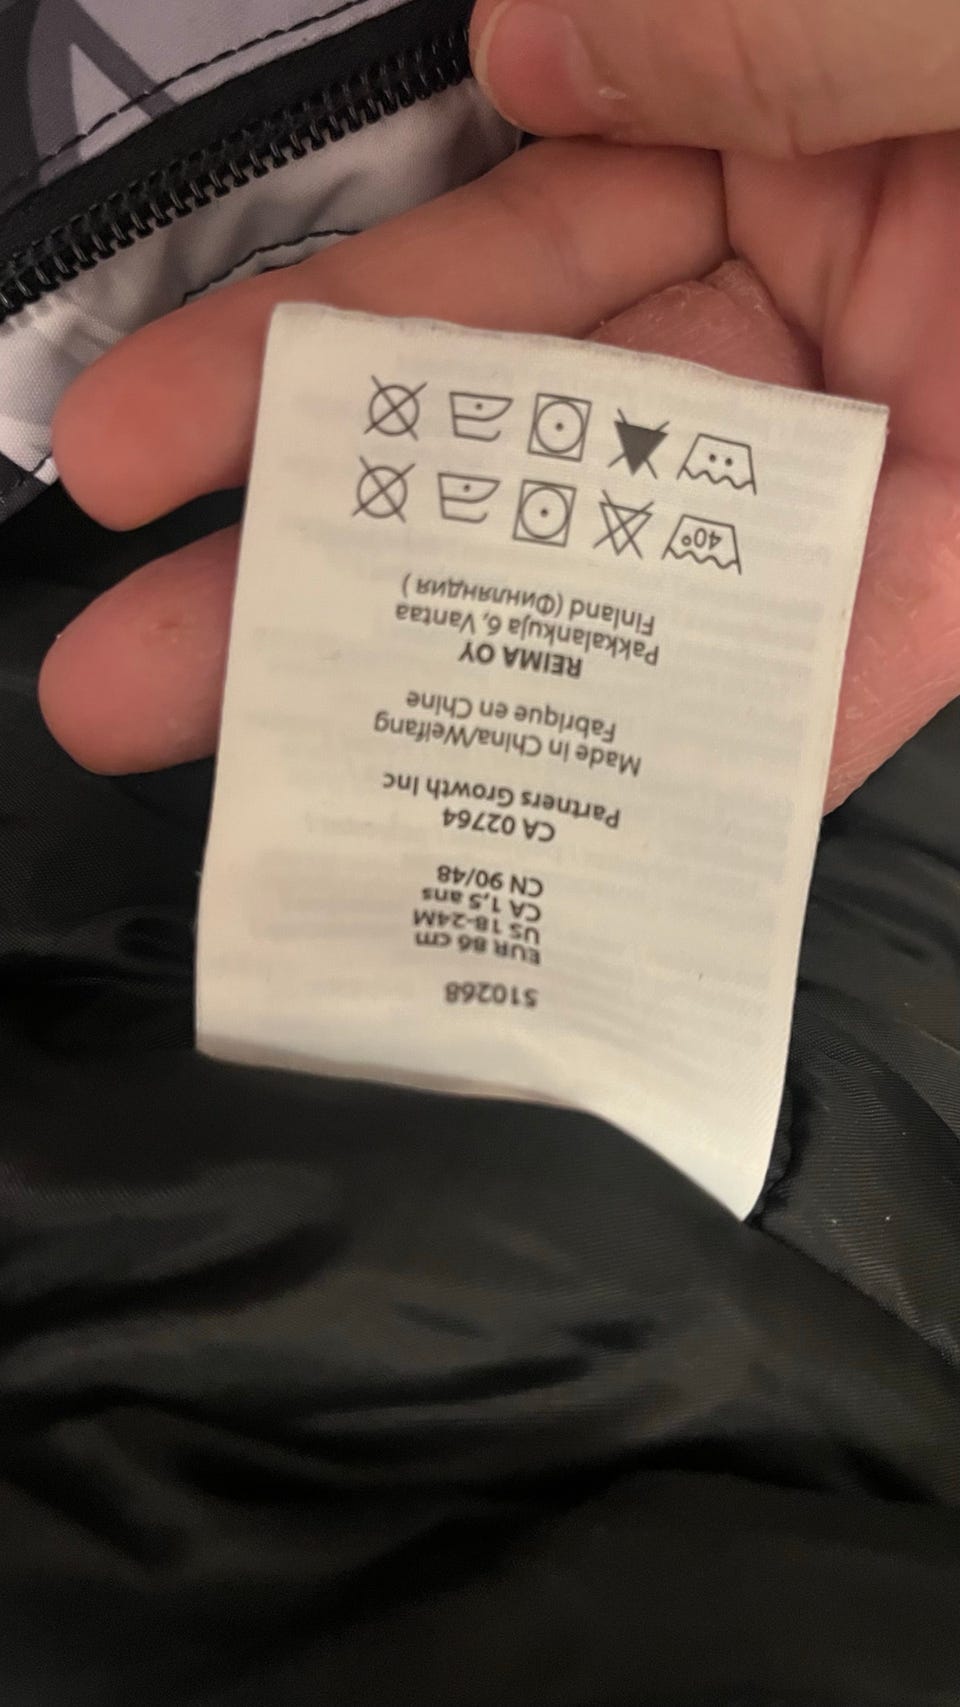 510268
EUR 86 cm
US 18-24M
CA 1,5 ans
CN 90/48
CA 02764
Partners Growth Inc
Made in China/Weifang
Fabrique en Chine
REIMA OY
Pakkalankuja 6, Vantaa
Finland (Финляндия )
40°